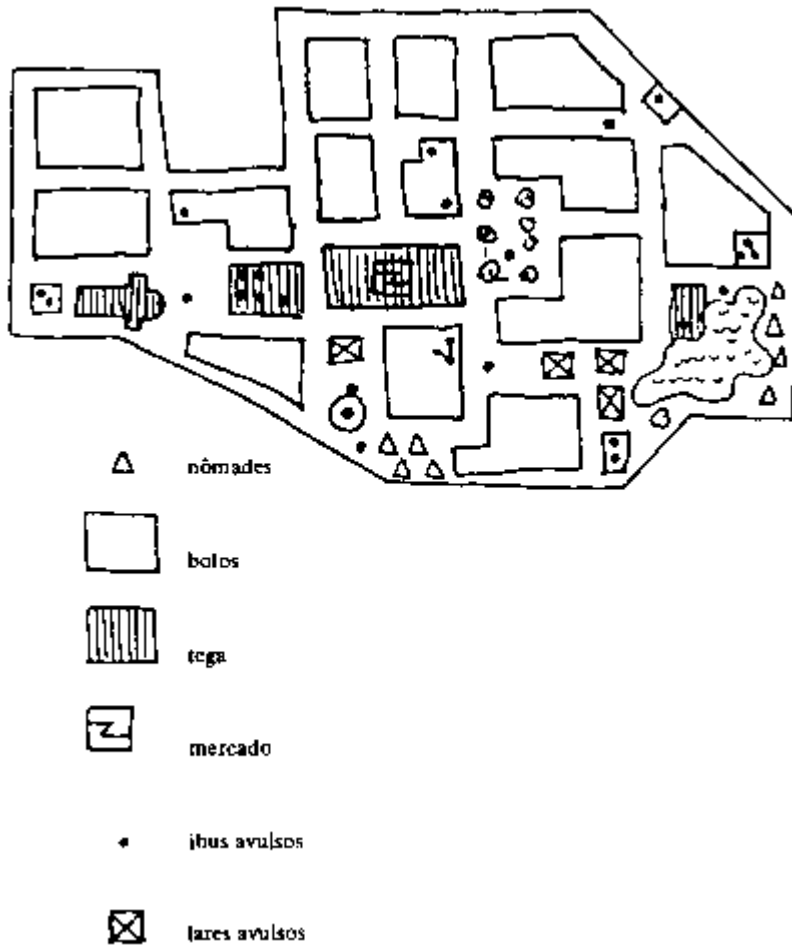 nômades
bolos
tega
mercado
ibus avulsos
lares avulsos